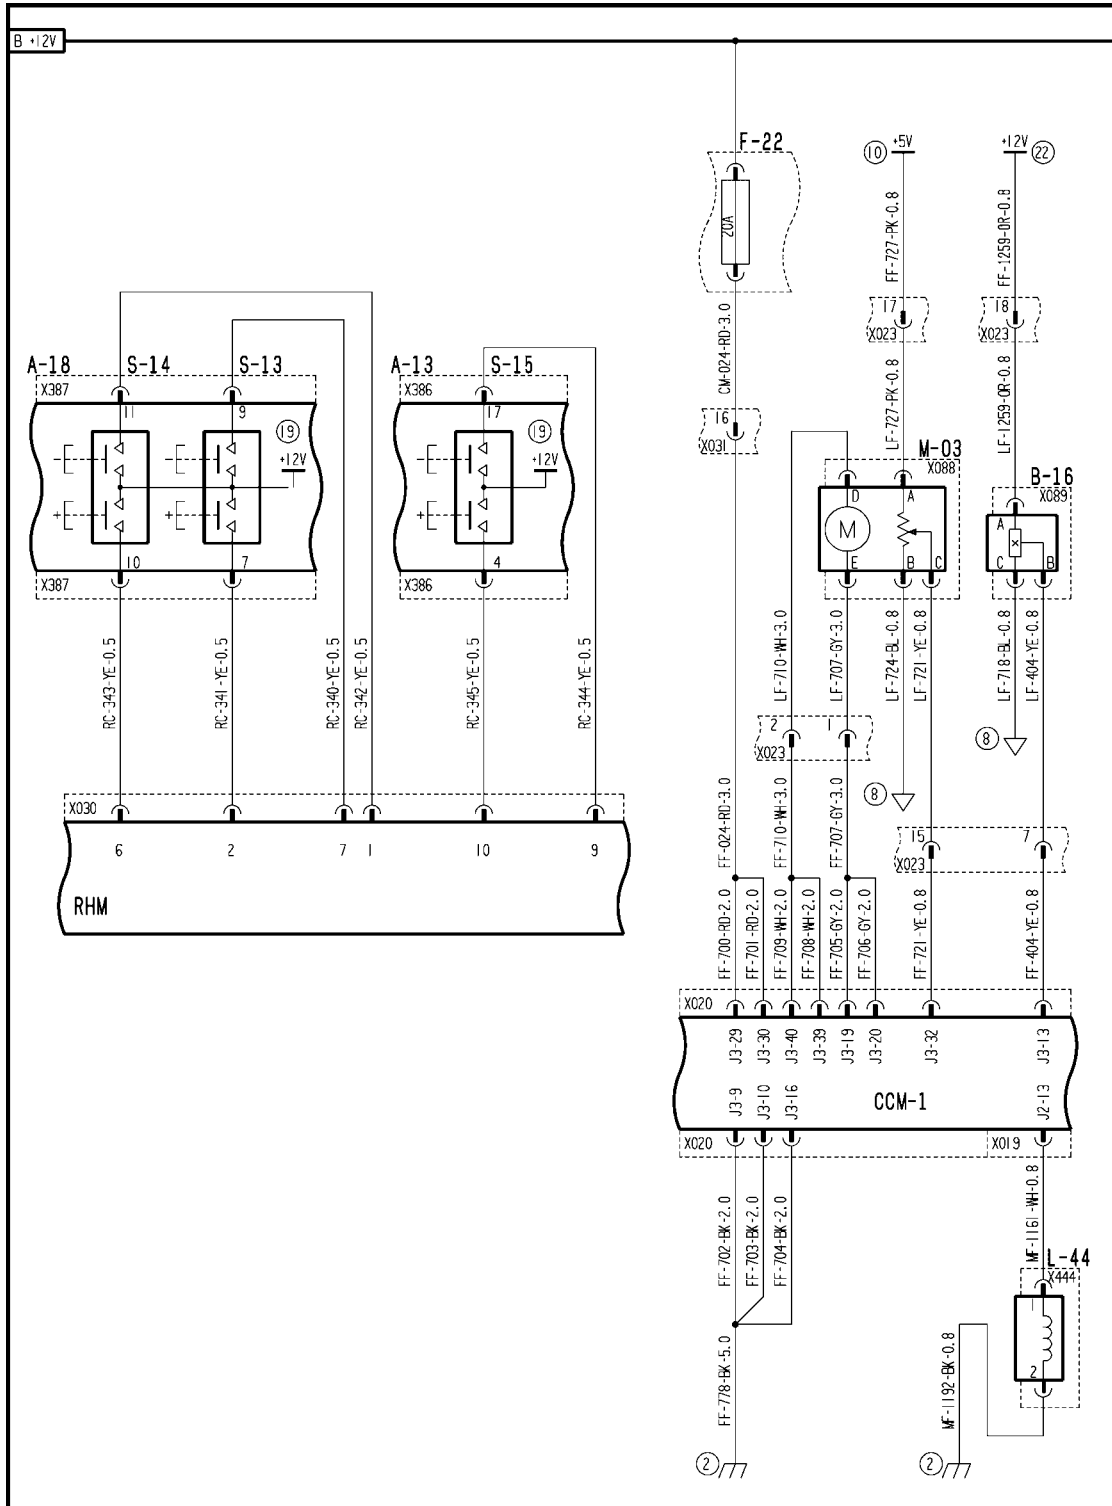 B +12V
F-22
20A
CM-024-RD-3.0
16
X031
10
+5V
FF-727-PK-0.8
17
X023
LF-727-PK-0.8
+12V
22
FF-1259-OR-0.8
18
X023
LF-1259-OR-0.8
A-18
S-14
S-13
X387
11
9
19
+12V
-
-
+
+
10
7
X387
A-13
S-15
X386
17
19
+12V
-
+
4
X386
M-03
X088
D
A
M
E
B
C
B-16
X089
A
C
B
RC-343-YE-0.5
RC-341-YE-0.5
RC-340-YE-0.5
RC-342-YE-0.5
RC-345-YE-0.5
RC-344-YE-0.5
LF-710-WH-3.0
LF-707-GY-3.0
LF-724-BL-0.8
LF-721-YE-0.8
LF-718-BL-0.8
LF-404-YE-0.8
2
1
X023
8
8
X030
6
2
7
1
10
9
RHM
FF-024-RD-3.0
FF-710-WH-3.0
FF-707-GY-3.0
15
7
X023
FF-700-RD-2.0
FF-701-RD-2.0
FF-709-WH-2.0
FF-708-WH-2.0
FF-705-GY-2.0
FF-706-GY-2.0
FF-721-YE-0.8
FF-404-YE-0.8
X020
J3-29
J3-30
J3-40
J3-39
J3-19
J3-20
J3-32
J3-13
CCM-1
J3-9
J3-10
J3-16
J2-13
X020
X019
FF-702-BK-2.0
FF-703-BK-2.0
FF-704-BK-2.0
MF-1161-WH-0.8
L-44
X444
1
2
FF-778-BK-5.0
MF-1192-BK-0.8
2
2